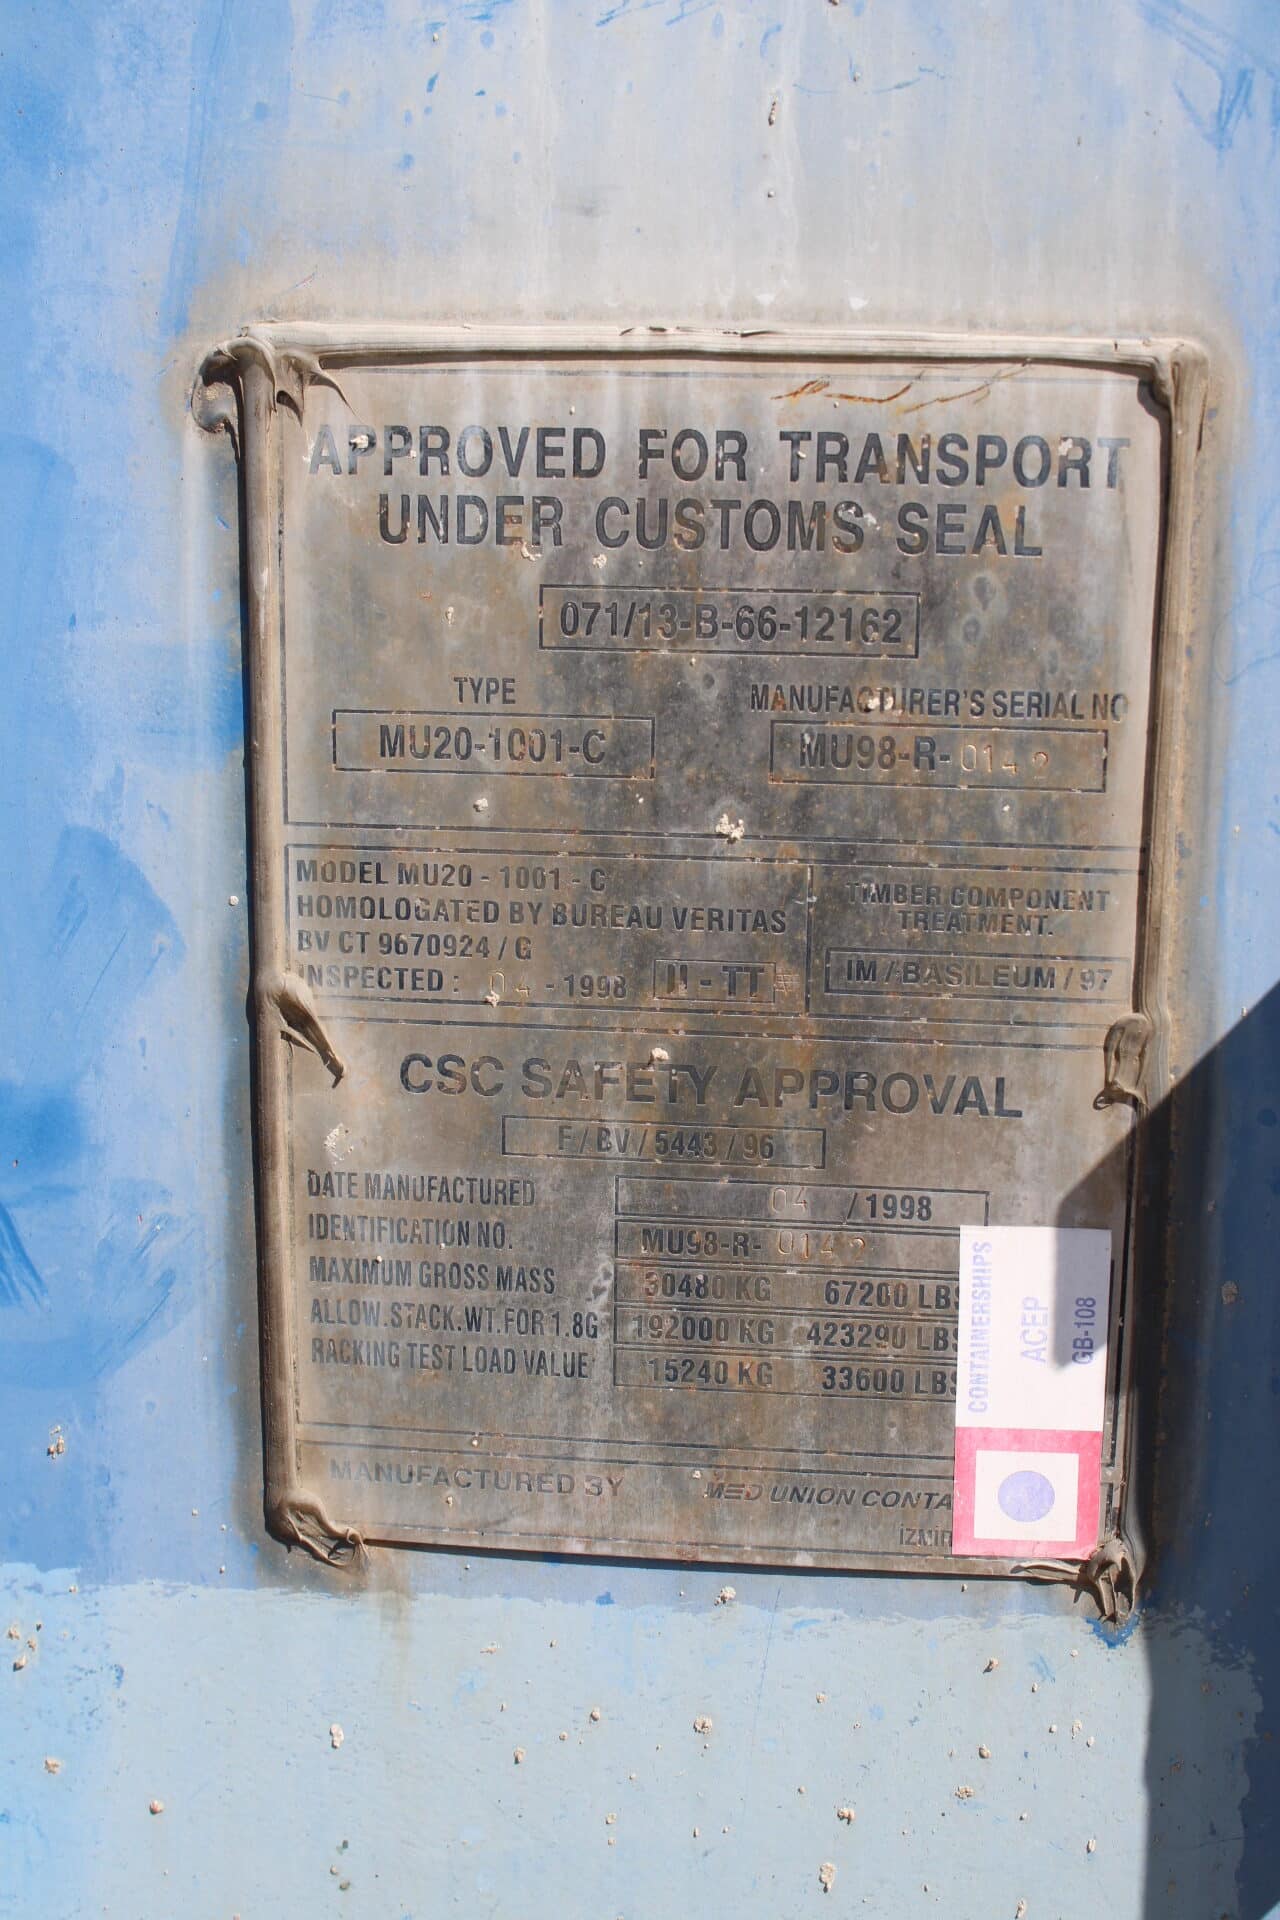 APPROVED FOR TRANSPORT
UNDER CUSTOMS SEAL
071/13-B-66-12162
TYPE
MANUFACTURER'S SERIAL NO
MU20-1001-C
MU98-R-0142
MODEL MU20-1001-C
HOMOLOGATED BY BUREAU VERITAS
BV CT 9670924/G
INSPECTED: 04-1998
TIMBER COMPONENT
TREATMENT.
IM/BASILEUM/97
CSC SAFETY APPROVAL
F/BV/5443/96
DATE MANUFACTURED 04/1998
IDENTIFICATION NO. MU98-R-0142
MAXIMUM GROSS MASS 30480 KG 67200 LBS
ALLOW.STACK.WT.FOR 1.8G 192000 KG 423290 LBS
RACKING TEST LOAD VALUE 15240 KG 33600 LBS
MANUFACTURED BY MED UNION CONTA
İZMİR
CONTAINERSHIPS
ACEP
GB-108